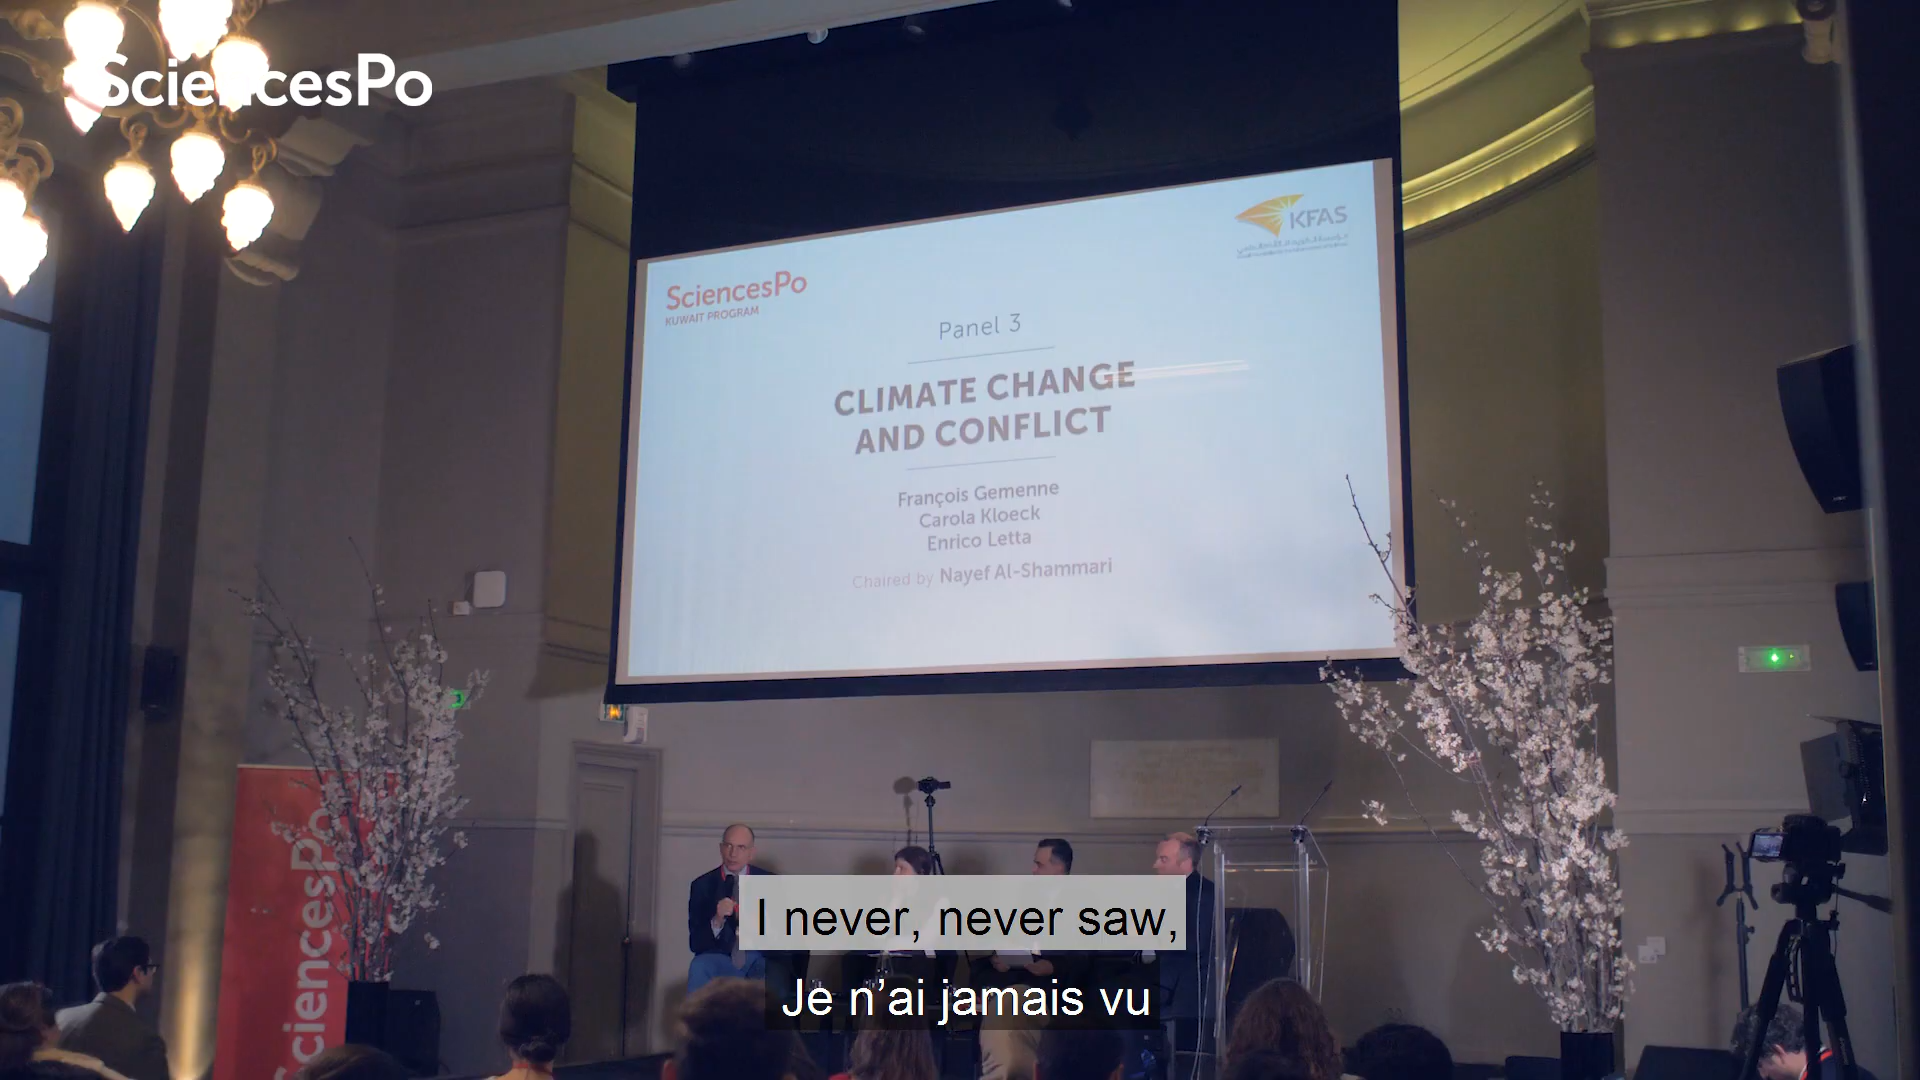 SciencesPo
KFAS
SciencesPo
KUWAIT PROGRAM
Panel 3
CLIMATE CHANGE
AND CONFLICT
François Gemenne
Carola Kloeck
Enrico Letta
Chaired by Nayef Al-Shammari
SciencesPo
I never, never saw,
Je n’ai jamais vu